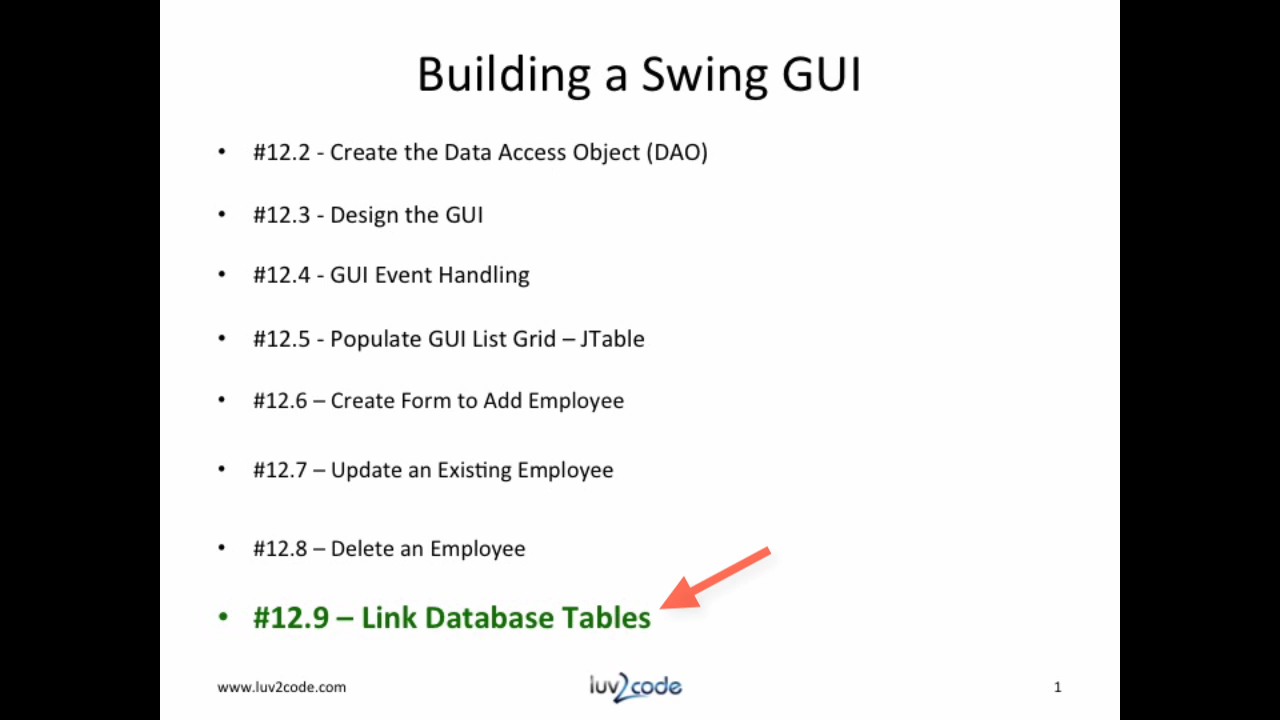 Building a Swing GUI
• #12.2 - Create the Data Access Object (DAO)
• #12.3 - Design the GUI
• #12.4 - GUI Event Handling
• #12.5 - Populate GUI List Grid – JTable
• #12.6 – Create Form to Add Employee
• #12.7 – Update an Existing Employee
• #12.8 – Delete an Employee
• #12.9 – Link Database Tables
www.luv2code.com luv2code 1